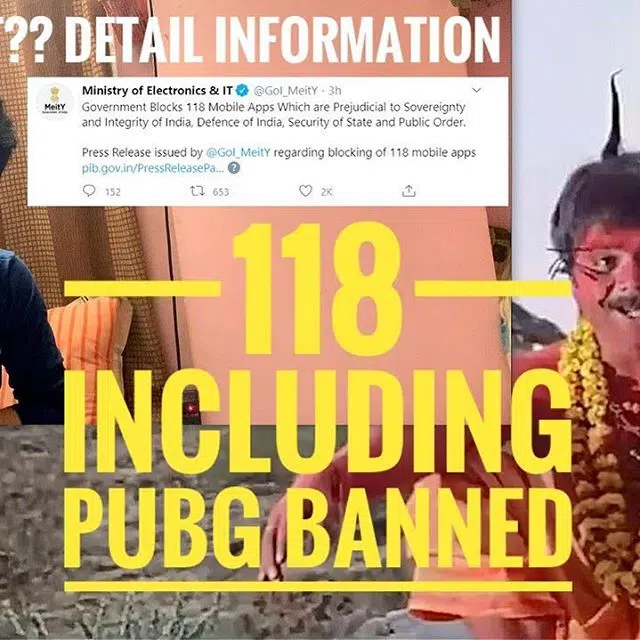 ?? DETAIL INFORMATION
Ministry of Electronics & IT @GoI_MeitY · 3h
MeitY
Government Blocks 118 Mobile Apps Which are Prejudicial to Sovereignty
and Integrity of India, Defence of India, Security of State and Public Order.
Press Release issued by @GoI_MeitY regarding blocking of 118 mobile apps
pib.gov.in/PressReleasePa...
152 653 2K
118
INCLUDING
PUBG BANNED